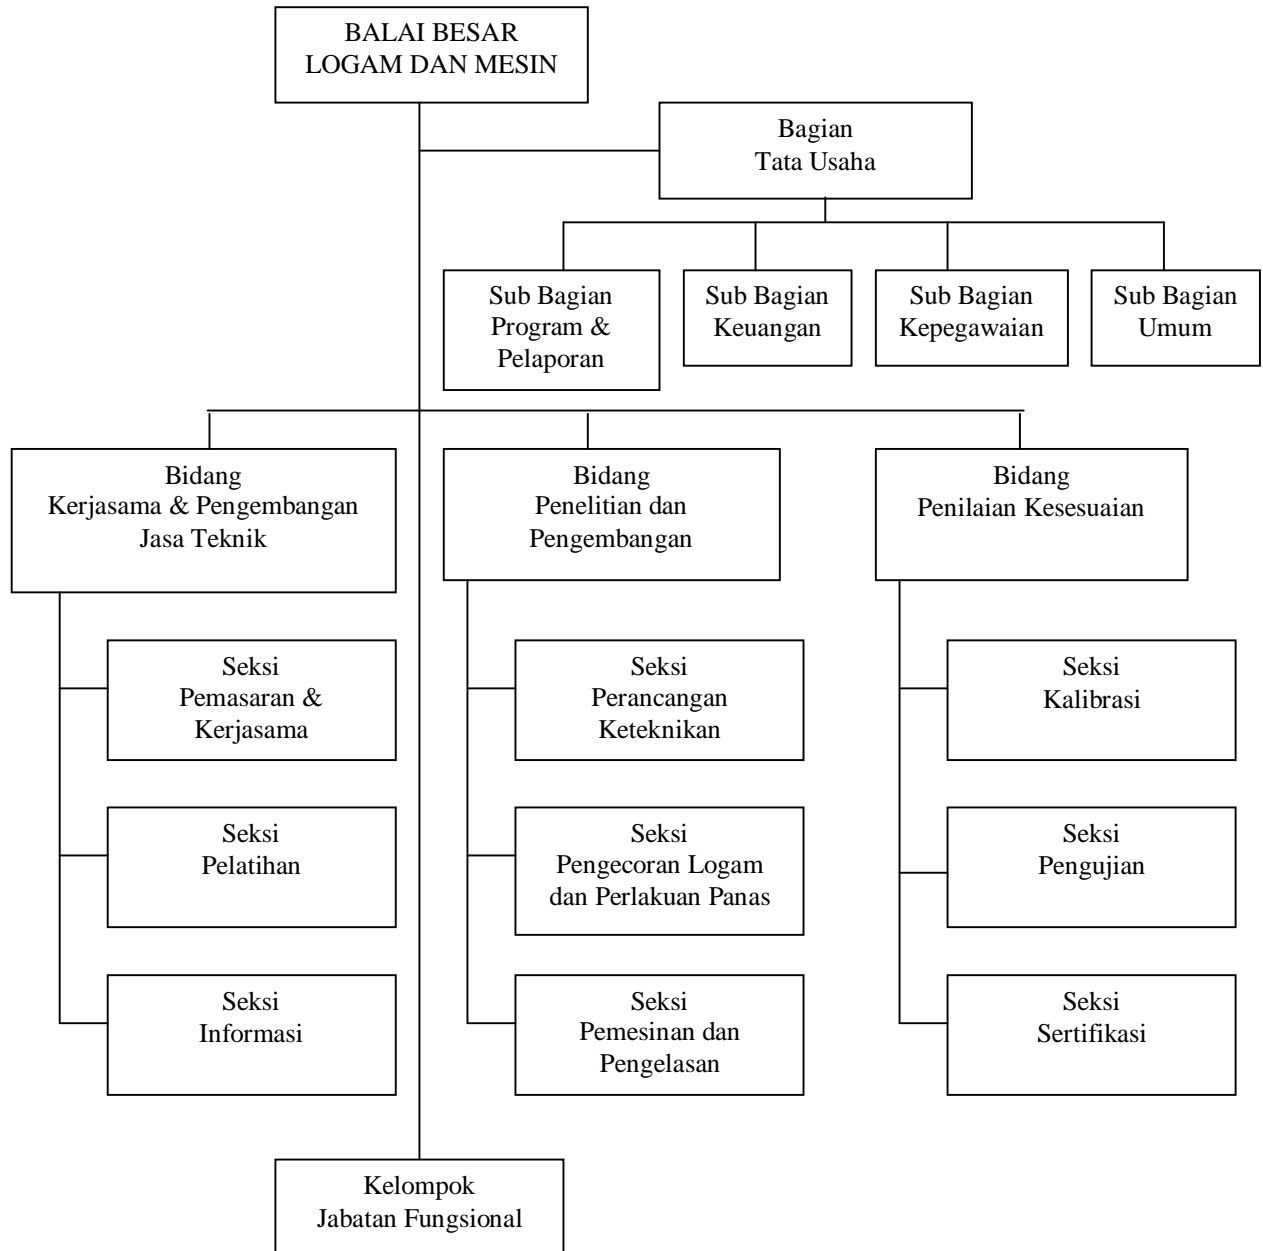 BALAI BESAR
LOGAM DAN MESIN
Bagian
Tata Usaha
Sub Bagian
Program &
Pelaporan
Sub Bagian
Keuangan
Sub Bagian
Kepegawaian
Sub Bagian
Umum
Bidang
Kerjasama & Pengembangan
Jasa Teknik
Bidang
Penelitian dan
Pengembangan
Bidang
Penilaian Kesesuaian
Seksi
Pemasaran &
Kerjasama
Seksi
Perancangan
Keteknikan
Seksi
Kalibrasi
Seksi
Pelatihan
Seksi
Pengecoran Logam
dan Perlakuan Panas
Seksi
Pengujian
Seksi
Informasi
Seksi
Pemesinan dan
Pengelasan
Seksi
Sertifikasi
Kelompok
Jabatan Fungsional